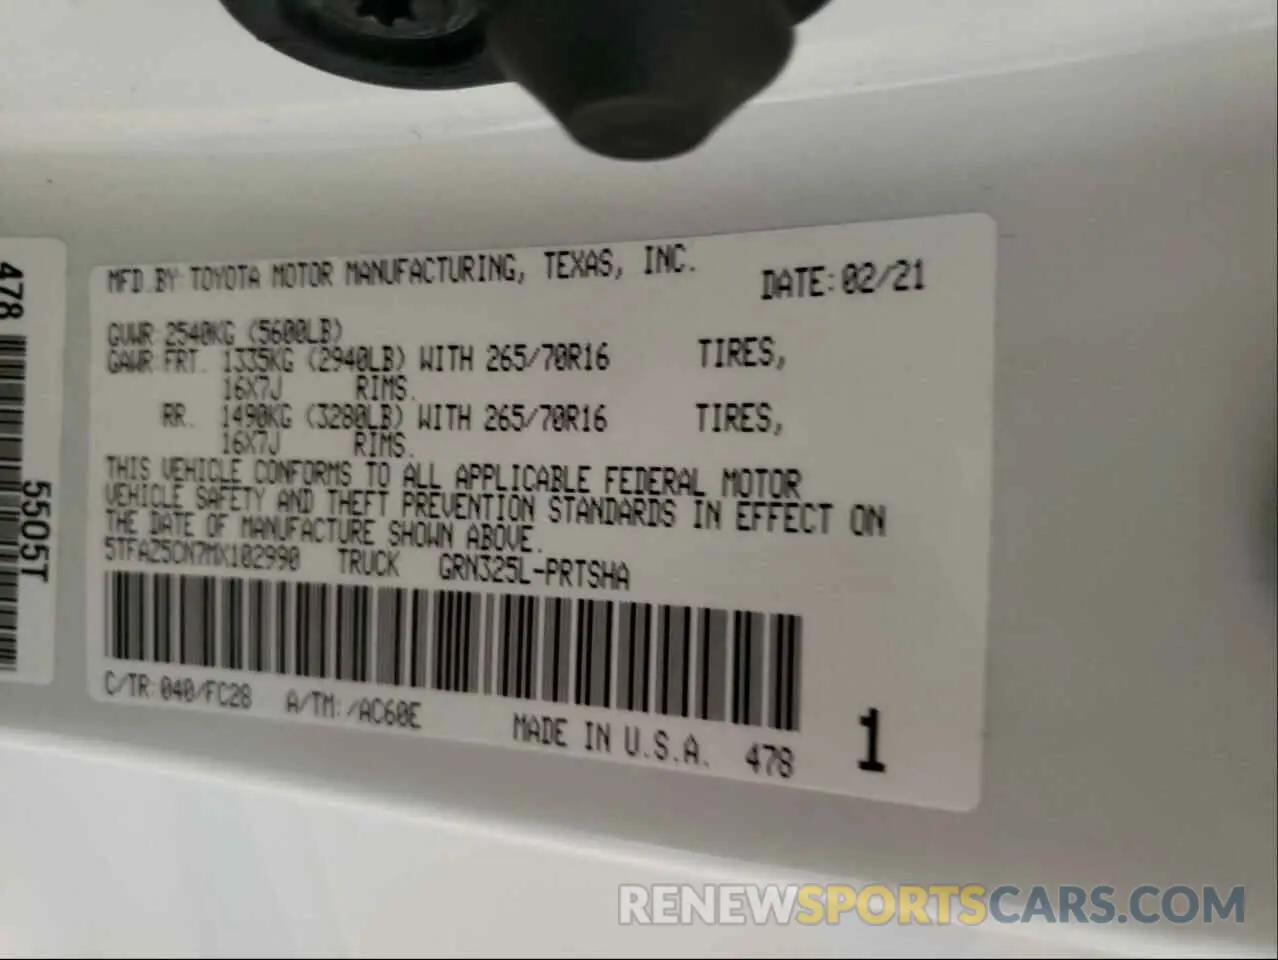 MFD.BY:TOYOTA MOTOR MANUFACTURING, TEXAS, INC.
DATE:02/21
GVWR:2540KG (5600LB)
GAWR:FRT. 1335KG (2940LB) WITH 265/70R16 TIRES,
16X7J RIMS.
RR. 1490KG (3280LB) WITH 265/70R16 TIRES,
16X7J RIMS.
THIS VEHICLE CONFORMS TO ALL APPLICABLE FEDERAL MOTOR
VEHICLE SAFETY AND THEFT PREVENTION STANDARDS IN EFFECT ON
THE DATE OF MANUFACTURE SHOWN ABOVE.
5TFAZ5CN7MX102990 TRUCK GRN325L-PRTSHA
C/TR:040/FC28 A/TM:/AC60E
MADE IN U.S.A. 478
1
478
5505T
RENEWSPORTSCARS.COM